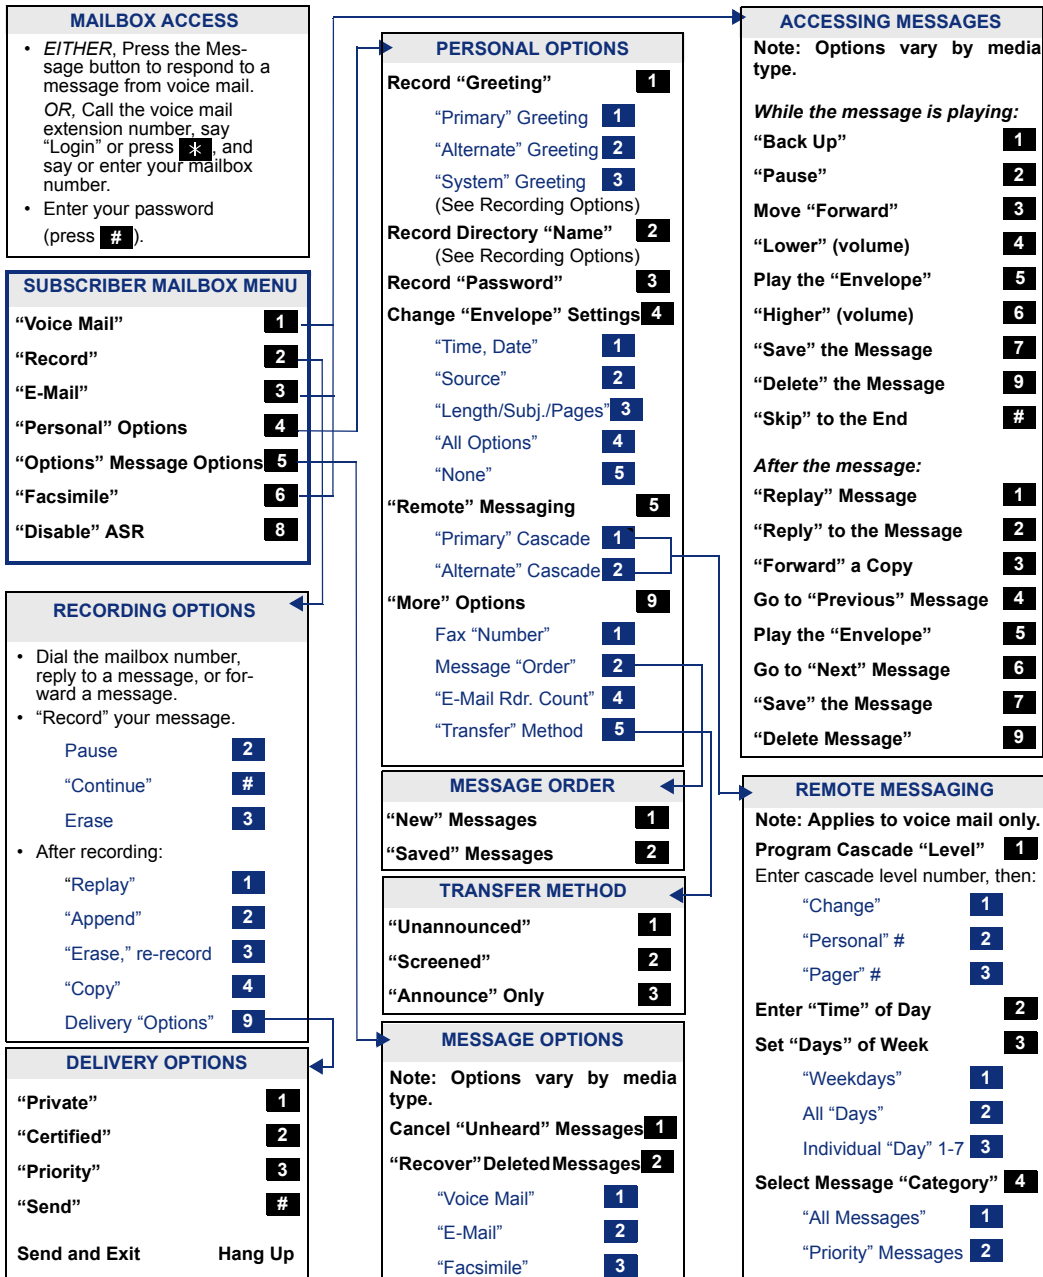 MAILBOX ACCESS
• EITHER, Press the Mes-
sage button to respond to a
message from voice mail.
OR, Call the voice mail
extension number, say
“Login” or press *, and
say or enter your mailbox
number.
• Enter your password
(press # ).
SUBSCRIBER MAILBOX MENU
“Voice Mail” 1
“Record” 2
“E-Mail” 3
“Personal” Options 4
“Options” Message Options 5
“Facsimile” 6
“Disable” ASR 8
RECORDING OPTIONS
• Dial the mailbox number,
reply to a message, or for-
ward a message.
• “Record” your message.
Pause 2
“Continue” #
Erase 3
• After recording:
“Replay” 1
“Append” 2
“Erase,” re-record 3
“Copy” 4
Delivery “Options” 9
DELIVERY OPTIONS
“Private” 1
“Certified” 2
“Priority” 3
“Send” #
Send and Exit Hang Up
PERSONAL OPTIONS
Record “Greeting” 1
“Primary” Greeting 1
“Alternate” Greeting 2
“System” Greeting 3
(See Recording Options)
Record Directory “Name” 2
(See Recording Options)
Record “Password” 3
Change “Envelope” Settings 4
“Time, Date” 1
“Source” 2
“Length/Subj./Pages” 3
“All Options” 4
“None” 5
“Remote” Messaging 5
“Primary” Cascade 1
“Alternate” Cascade 2
“More” Options 9
Fax “Number” 1
Message “Order” 2
“E-Mail Rdr. Count” 4
“Transfer” Method 5
MESSAGE ORDER
“New” Messages 1
“Saved” Messages 2
TRANSFER METHOD
“Unannounced” 1
“Screened” 2
“Announce” Only 3
MESSAGE OPTIONS
Note: Options vary by media
type.
Cancel “Unheard” Messages 1
“Recover” Deleted Messages 2
“Voice Mail” 1
“E-Mail” 2
“Facsimile” 3
ACCESSING MESSAGES
Note: Options vary by media
type.
While the message is playing:
“Back Up” 1
“Pause” 2
Move “Forward” 3
“Lower” (volume) 4
Play the “Envelope” 5
“Higher” (volume) 6
“Save” the Message 7
“Delete” the Message 9
“Skip” to the End #
After the message:
“Replay” Message 1
“Reply” to the Message 2
“Forward” a Copy 3
Go to “Previous” Message 4
Play the “Envelope” 5
Go to “Next” Message 6
“Save” the Message 7
“Delete Message” 9
REMOTE MESSAGING
Note: Applies to voice mail only.
Program Cascade “Level” 1
Enter cascade level number, then:
“Change” 1
“Personal” # 2
“Pager” # 3
Enter “Time” of Day 2
Set “Days” of Week 3
“Weekdays” 1
All “Days” 2
Individual “Day” 1-7 3
Select Message “Category” 4
“All Messages” 1
“Priority” Messages 2